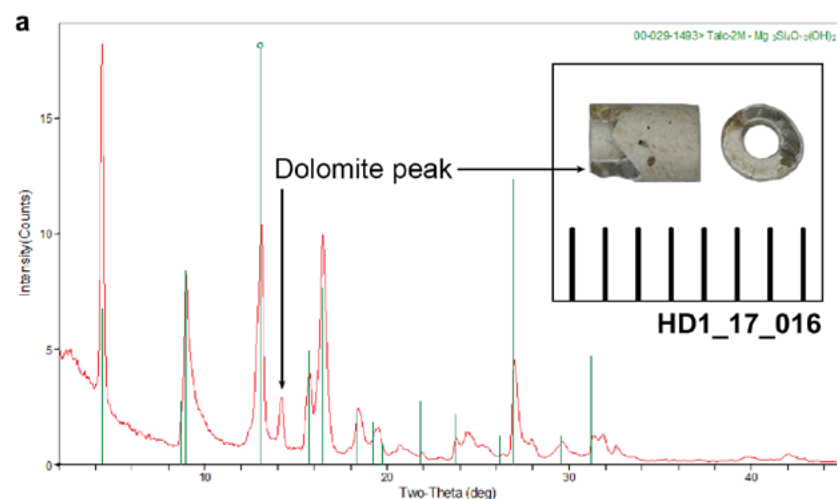 a
00-029-1493> Talc-2M - Mg3Si4O10(OH)2
15
10
5
0
Intensity(Counts)
Dolomite peak
HD1_17_016
10
20
30
40
Two-Theta (deg)